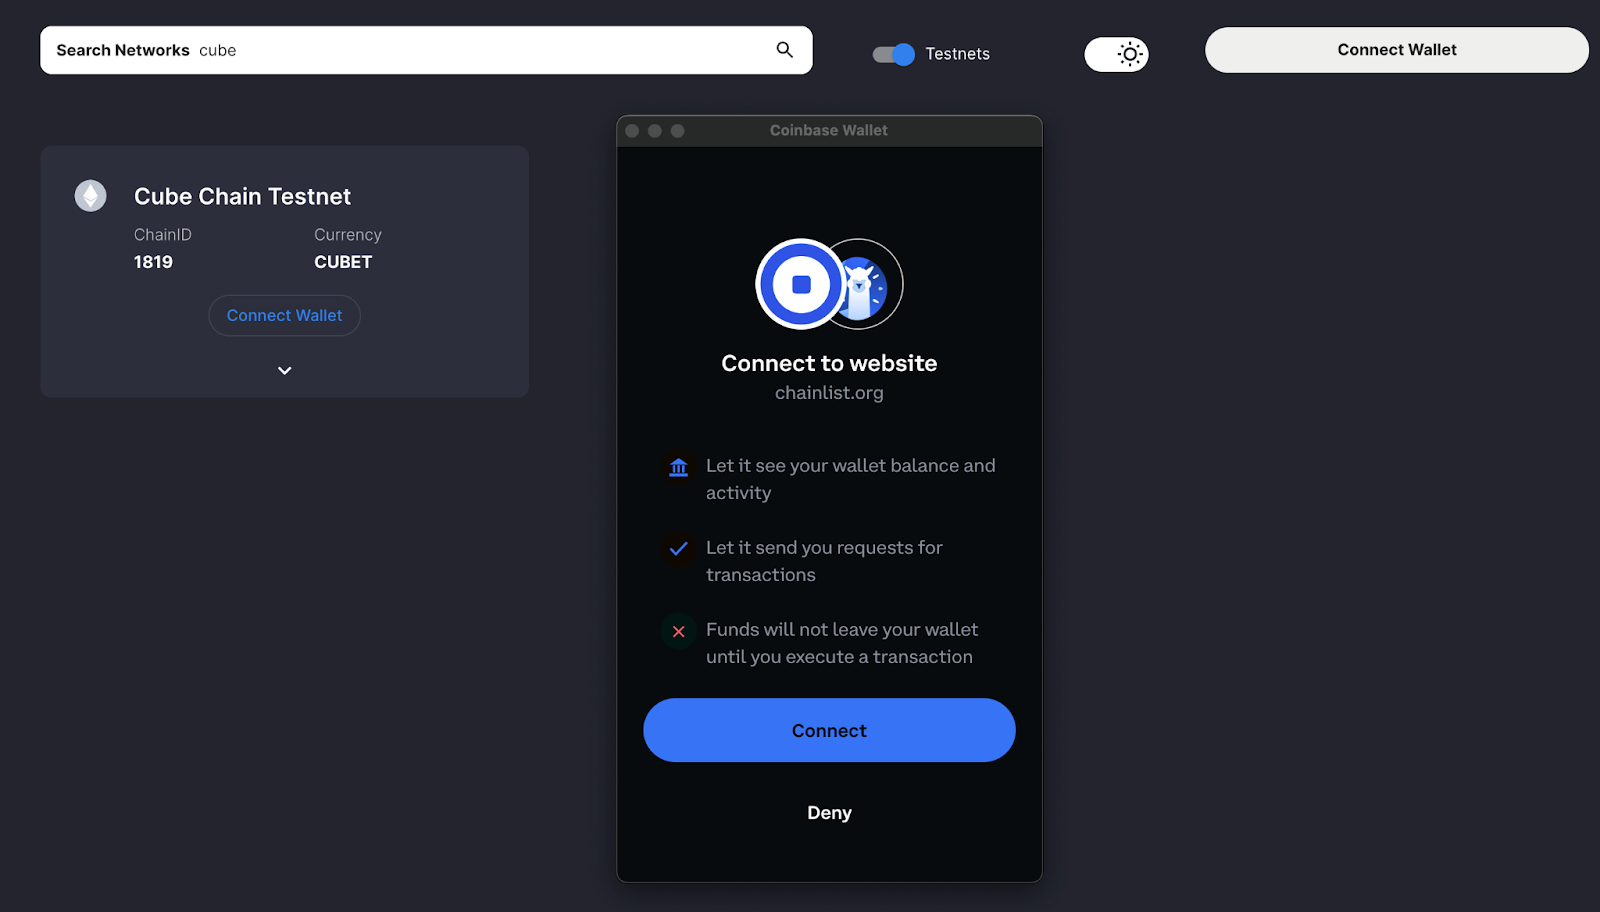 Search Networks cube
Testnets
Connect Wallet
Cube Chain Testnet
ChainID
Currency
1819
CUBET
Connect Wallet
Coinbase Wallet
Connect to website
chainlist.org
Let it see your wallet balance and
activity
Let it send you requests for
transactions
Funds will not leave your wallet
until you execute a transaction
Connect
Deny